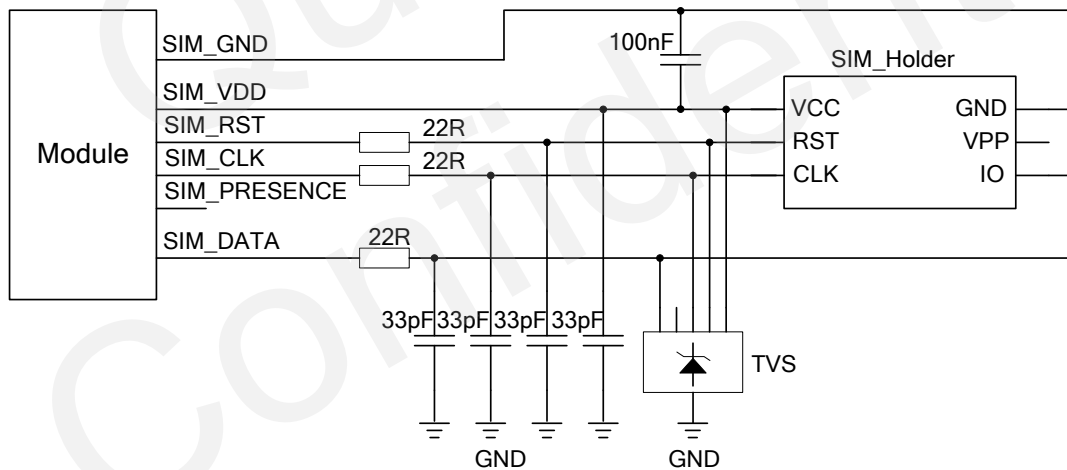 SIM_GND
100nF
SIM_Holder
SIM_VDD
VCC
GND
SIM_RST
22R
RST
VPP
Module
SIM_CLK
22R
CLK
IO
SIM_PRESENCE
SIM_DATA
22R
33pF 33pF 33pF 33pF
TVS
GND
GND
Confident